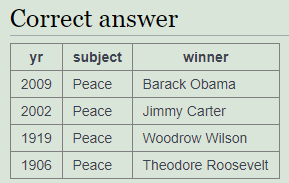 Correct answer
yr subject winner
2009 Peace Barack Obama
2002 Peace Jimmy Carter
1919 Peace Woodrow Wilson
1906 Peace Theodore Roosevelt